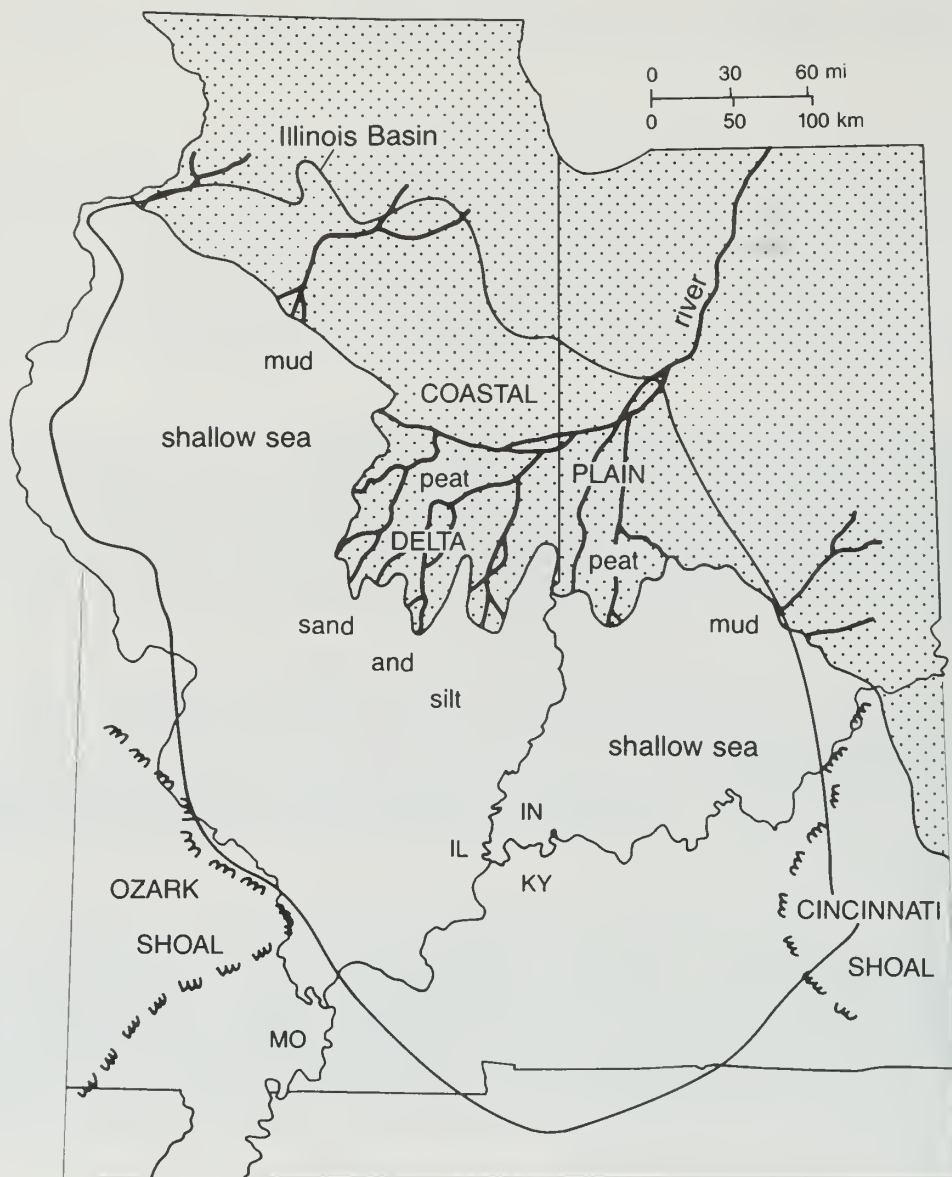 0 30 60 mi
0 50 100 km
Illinois Basin
river
mud
COASTAL
shallow sea
peat
PLAIN
DELTA
peat
sand
mud
and
silt
shallow sea
IN
IL
KY
OZARK
CINCINNATI
SHOAL
SHOAL
MO